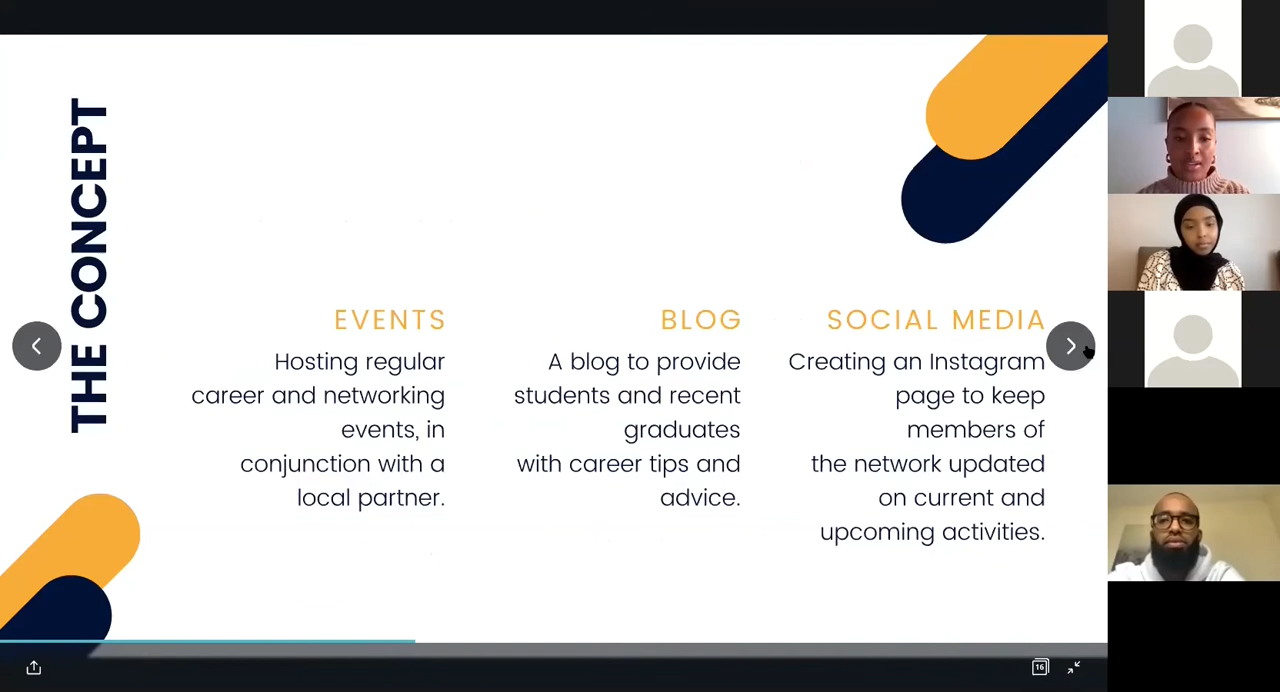 THE CONCEPT
EVENTS
Hosting regular
career and networking
events, in
conjunction with a
local partner.
BLOG
A blog to provide
students and recent
graduates
with career tips and
advice.
SOCIAL MEDIA
Creating an Instagram
page to keep
members of
the network updated
on current and
upcoming activities.
16